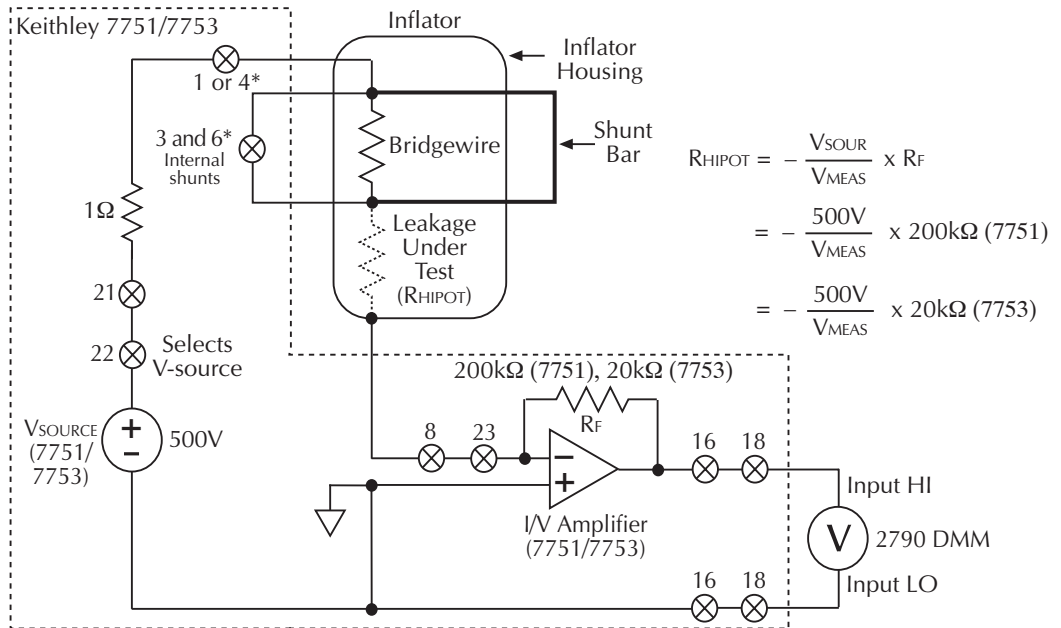 Keithley 7751/7753
Inflator
Inflator
Housing
1 or 4*
3 and 6*
Internal
shunts
Bridgewire
Shunt
Bar
1Ω
Leakage
Under
Test
(RHIPOT)
21
22
Selects
V-source
VSOURCE
(7751/
7753)
+
−
500V
200kΩ (7751), 20kΩ (7753)
RF
8
23
−
+
I/V Amplifier
(7751/7753)
16
18
Input HI
V
2790 DMM
Input LO
16
18
RHIPOT = − VSOUR / VMEAS x RF
= − 500V / VMEAS x 200kΩ (7751)
= − 500V / VMEAS x 20kΩ (7753)